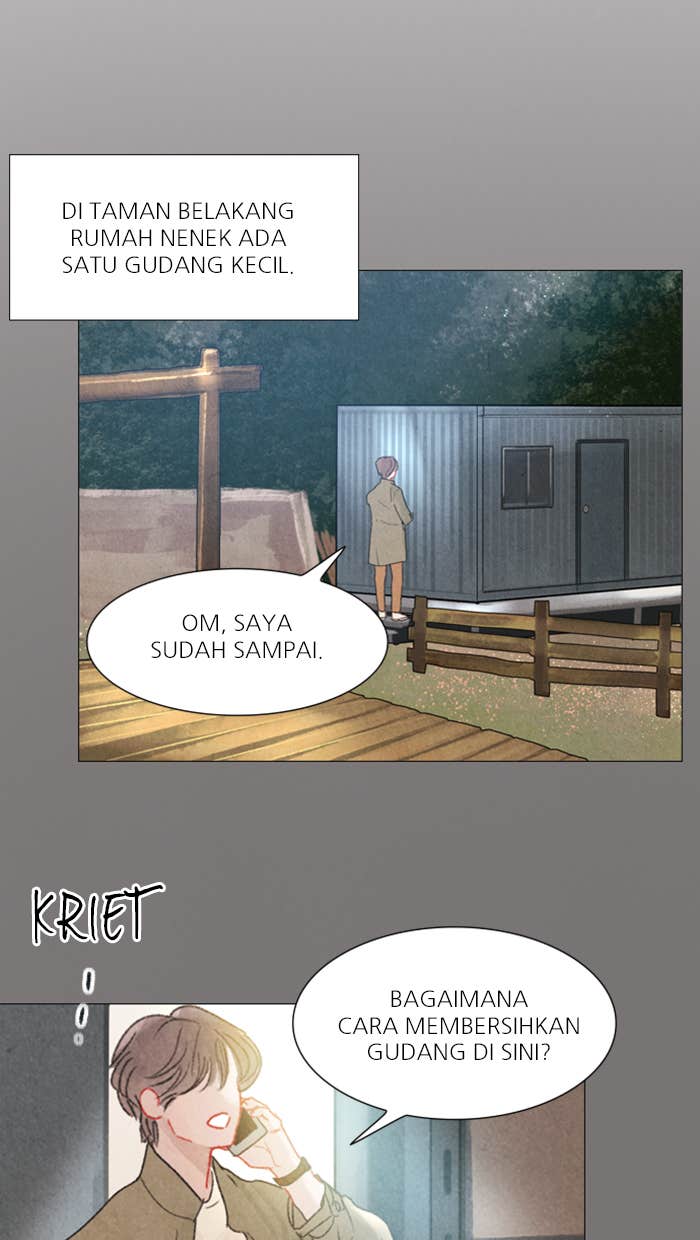 DI TAMAN BELAKANG
RUMAH NENEK ADA
SATU GUDANG KECIL.
OM, SAYA
SUDAH SAMPAI.
KRIET
BAGAIMANA
CARA MEMBERSIHKAN
GUDANG DI SINI?